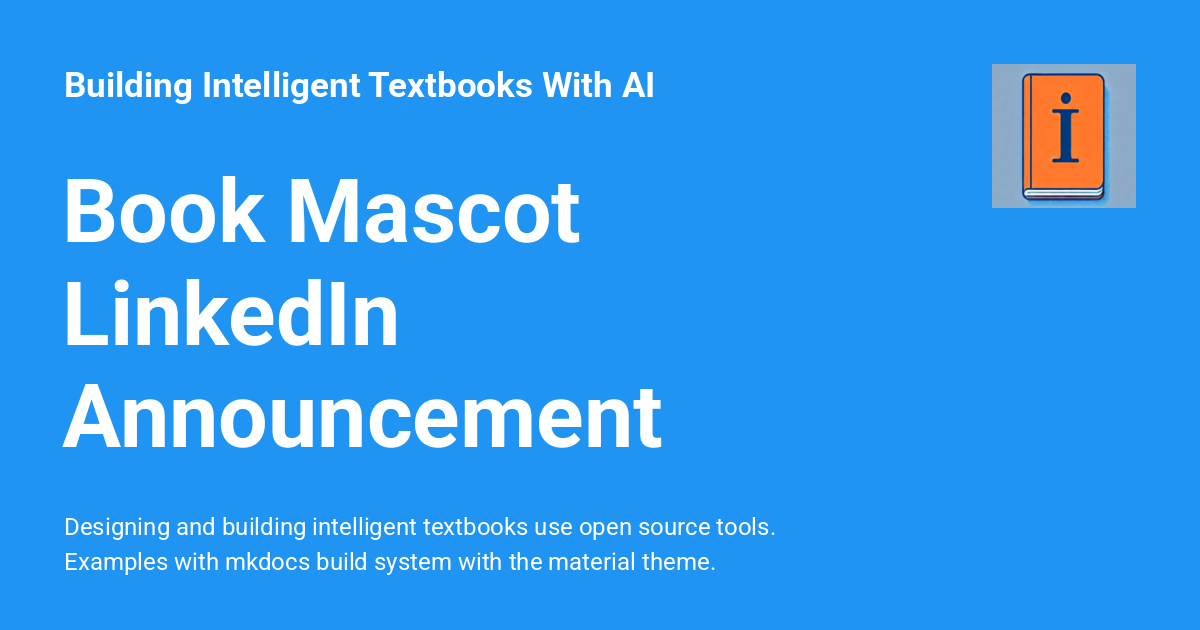 Building Intelligent Textbooks With AI
i
Book Mascot
LinkedIn
Announcement
Designing and building intelligent textbooks use open source tools.
Examples with mkdocs build system with the material theme.